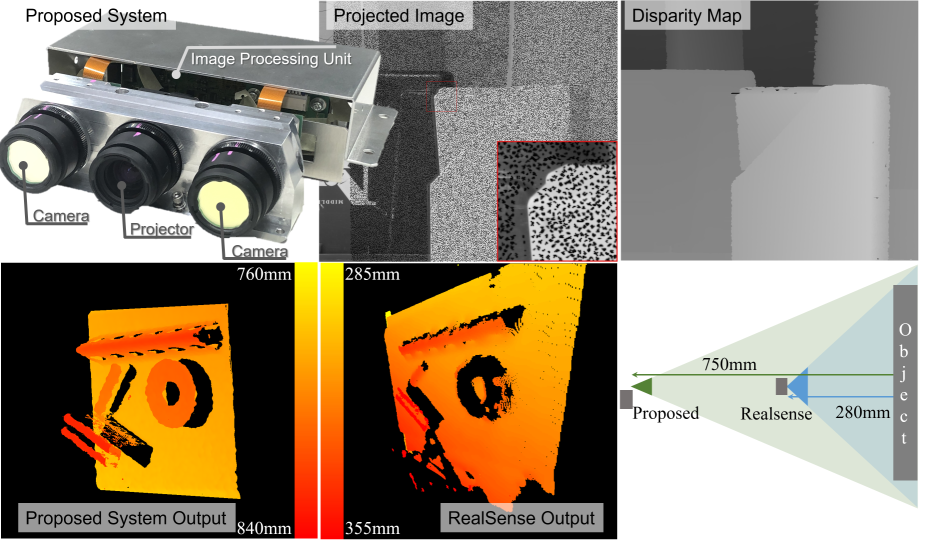 Proposed System
Image Processing Unit
Camera
Projector
Camera
Projected Image
Disparity Map
760mm
840mm
Proposed System Output
285mm
355mm
RealSense Output
750mm
Proposed
Realsense
280mm
Object